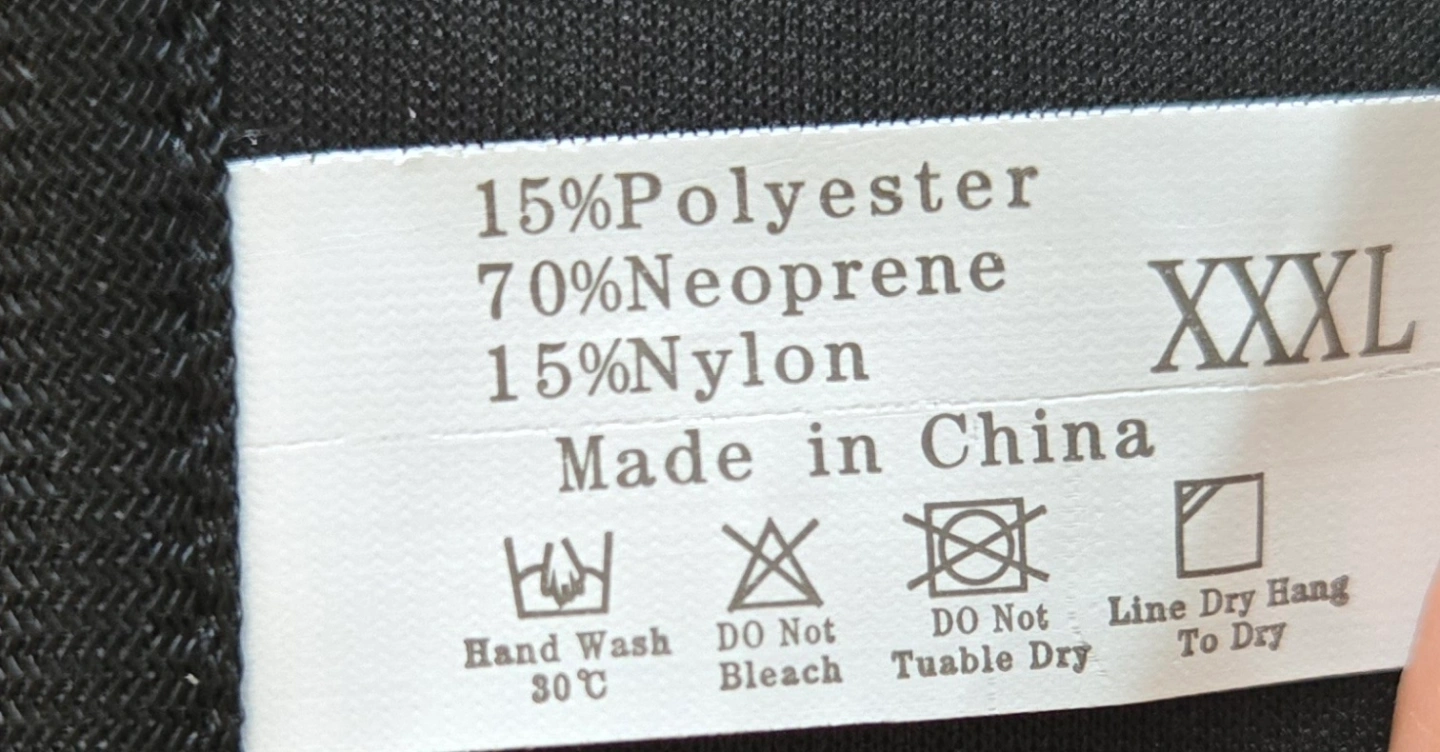 15%Polyester
70%Neoprene
15%Nylon
XXXL
Made in China
Hand Wash
30℃
DO Not
Bleach
DO Not
Tuable Dry
Line Dry Hang
To Dry